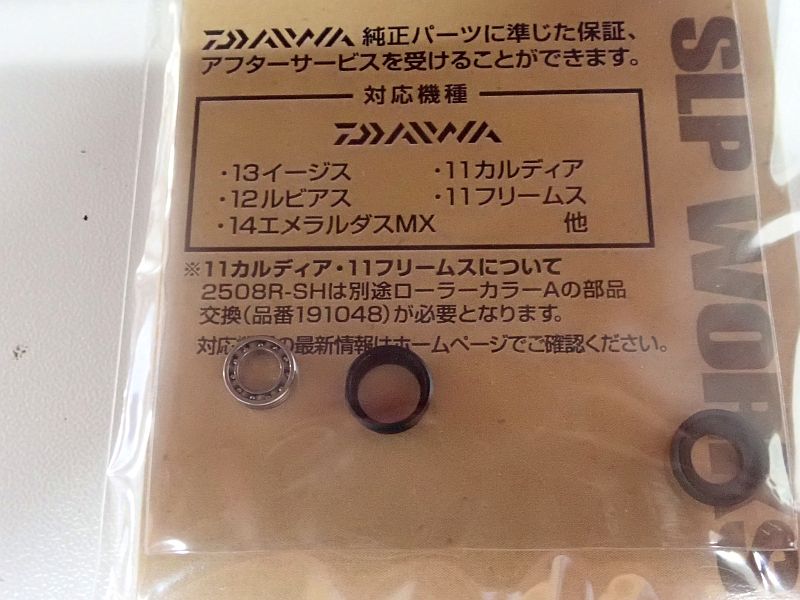 DAIWA 純正パーツに準じた保証、
アフターサービスを受けることができます。
対応機種
DAIWA
・13イージス ・11カルディア
・12ルビアス ・11フリームス
・14エメラルダスMX 他
※11カルディア・11フリームスについて
2508R-SHは別途ローラーカラーAの部品
交換(品番191048)が必要となります。
対応 の最新情報はホームページでご確認ください。
SLP WORKS